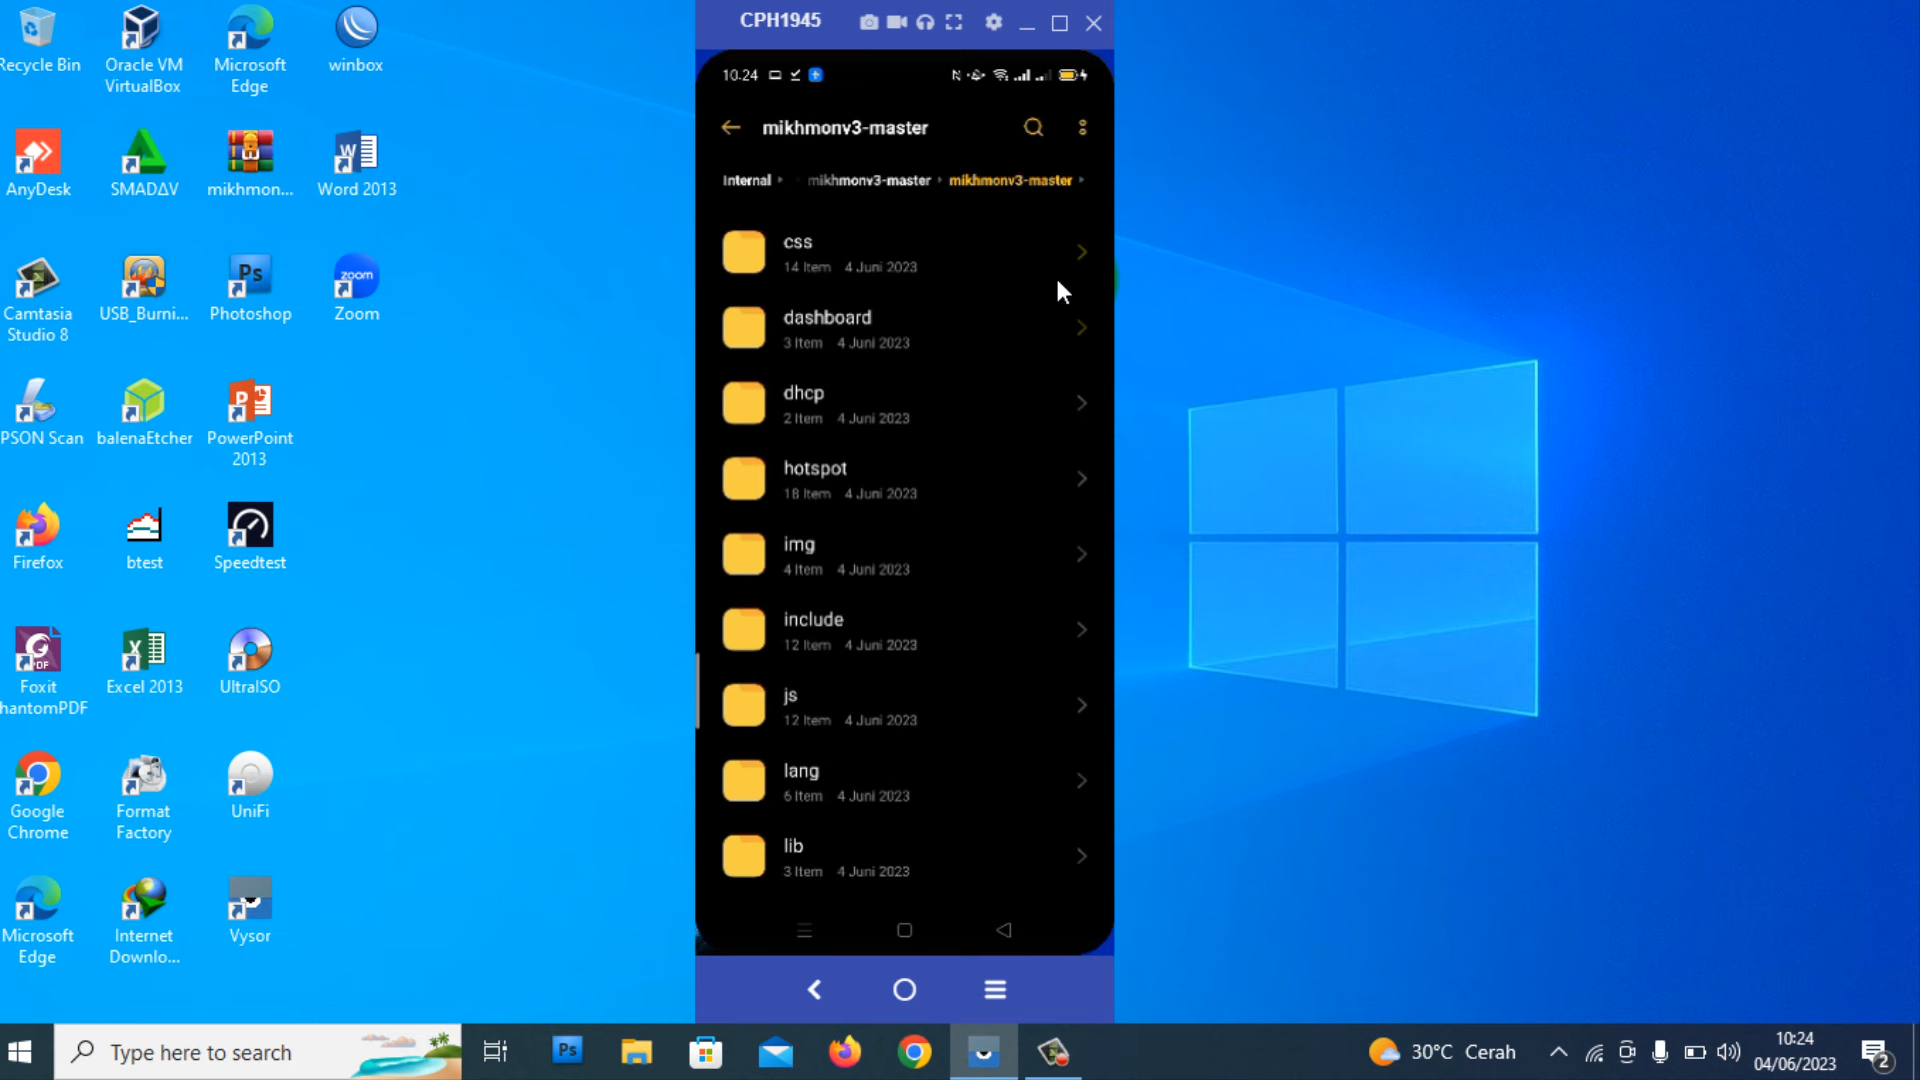 Recycle Bin
Oracle VM
VirtualBox
Microsoft
Edge
winbox
AnyDesk
SMADΔV
mikhmon...
Word 2013
Camtasia
Studio 8
USB_Burni...
Photoshop
Zoom
PSON Scan
balenaEtcher
PowerPoint
2013
Firefox
btest
Speedtest
Foxit
hantomPDF
Excel 2013
UltraISO
Google
Chrome
Format
Factory
UniFi
Microsoft
Edge
Internet
Downlo...
Vysor
CPH1945
10.24
mikhmonv3-master
Internal mikhmonv3-master mikhmonv3-master
css
14 Item 4 Juni 2023
dashboard
3 Item 4 Juni 2023
dhcp
2 Item 4 Juni 2023
hotspot
18 Item 4 Juni 2023
img
4 Item 4 Juni 2023
include
12 Item 4 Juni 2023
js
12 Item 4 Juni 2023
lang
6 Item 4 Juni 2023
lib
3 Item 4 Juni 2023
Type here to search
30°C Cerah
10:24
04/06/2023
2